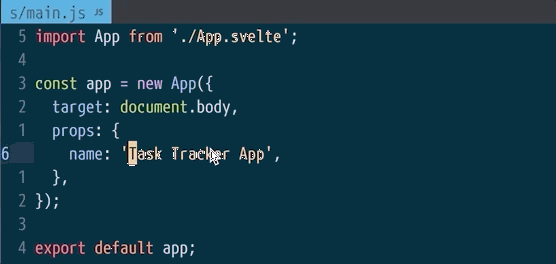 s/main.js JS
5 import App from './App.svelte';
4
3 const app = new App({
2   target: document.body,
1   props: {
6     name: 'Task Tracker App',
1   },
2 });
3
4 export default app;